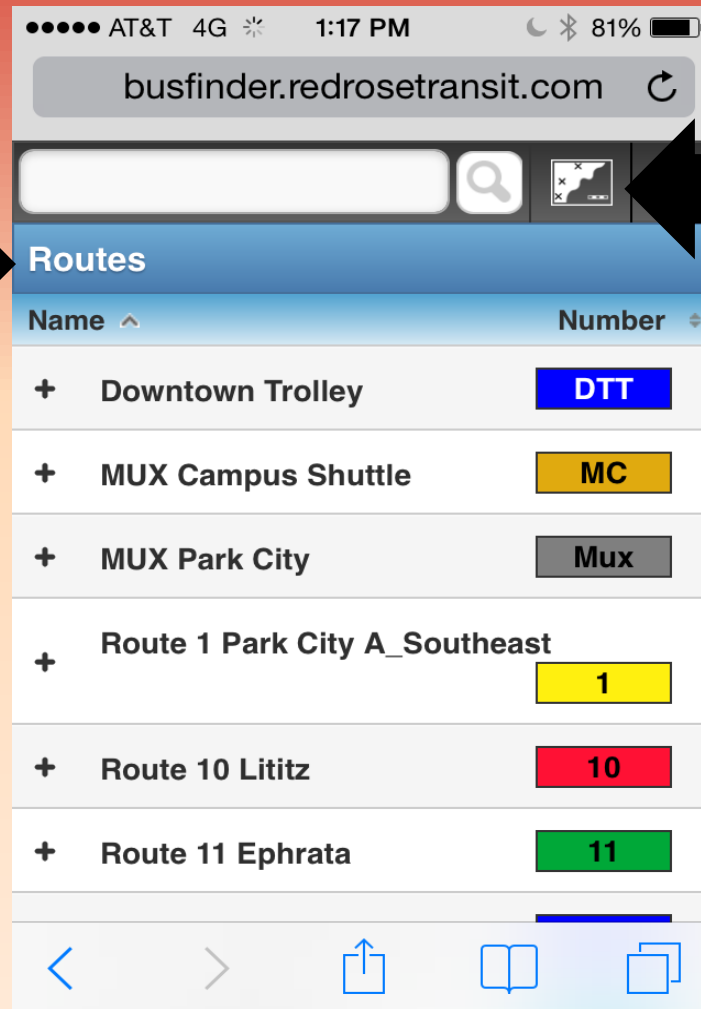 AT&T 4G 1:17 PM 81%
busfinder.redrosetransit.com
Routes
Name Number
Downtown Trolley DTT
MUX Campus Shuttle MC
MUX Park City Mux
Route 1 Park City A_Southeast
1
Route 10 Lititz 10
Route 11 Ephrata 11